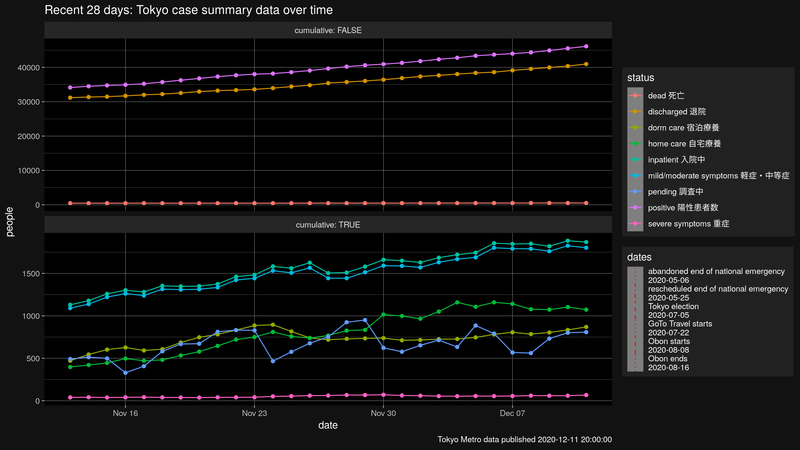 Recent 28 days: Tokyo case summary data over time
cumulative: FALSE
40000
30000
20000
10000
0
cumulative: TRUE
1500
1000
500
0
people
Nov 16
Nov 23
Nov 30
Dec 07
date
Tokyo Metro data published 2020-12-11 20:00:00
status
dead 死亡
discharged 退院
dorm care 宿泊療養
home care 自宅療養
inpatient 入院中
mild/moderate symptoms 軽症・中等症
pending 調査中
positive 陽性患者数
severe symptoms 重症
dates
abandoned end of national emergency
2020-05-06
rescheduled end of national emergency
2020-05-25
Tokyo election
2020-07-05
GoTo Travel starts
2020-07-22
Obon starts
2020-08-08
Obon ends
2020-08-16